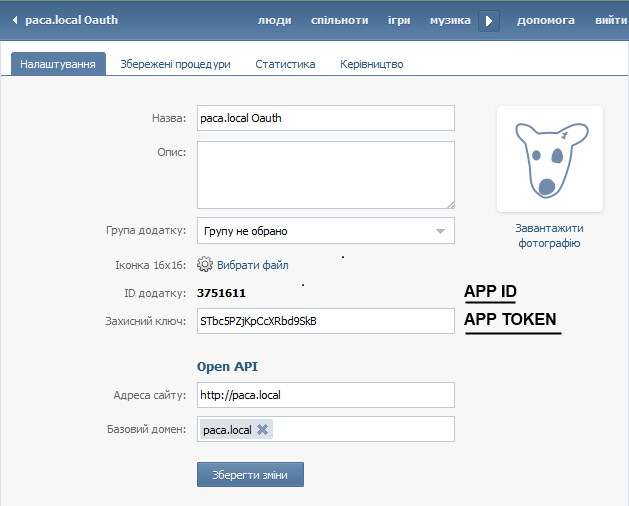 paca.local Oauth люди спільноти ігри музика допомога вийти
Налаштування Збережені процедури Статистика Керівництво
Назва: paca.local Oauth
Опис:
Група додатку: Групу не обрано
Завантажити
фотографію
Іконка 16x16: Вибрати файл
ID додатку: 3751611 APP ID
Захисний ключ: STbc5PZjKpCcXRbd9SkB APP TOKEN
Open API
Адреса сайту: http://paca.local
Базовий домен: paca.local
Зберегти зміни